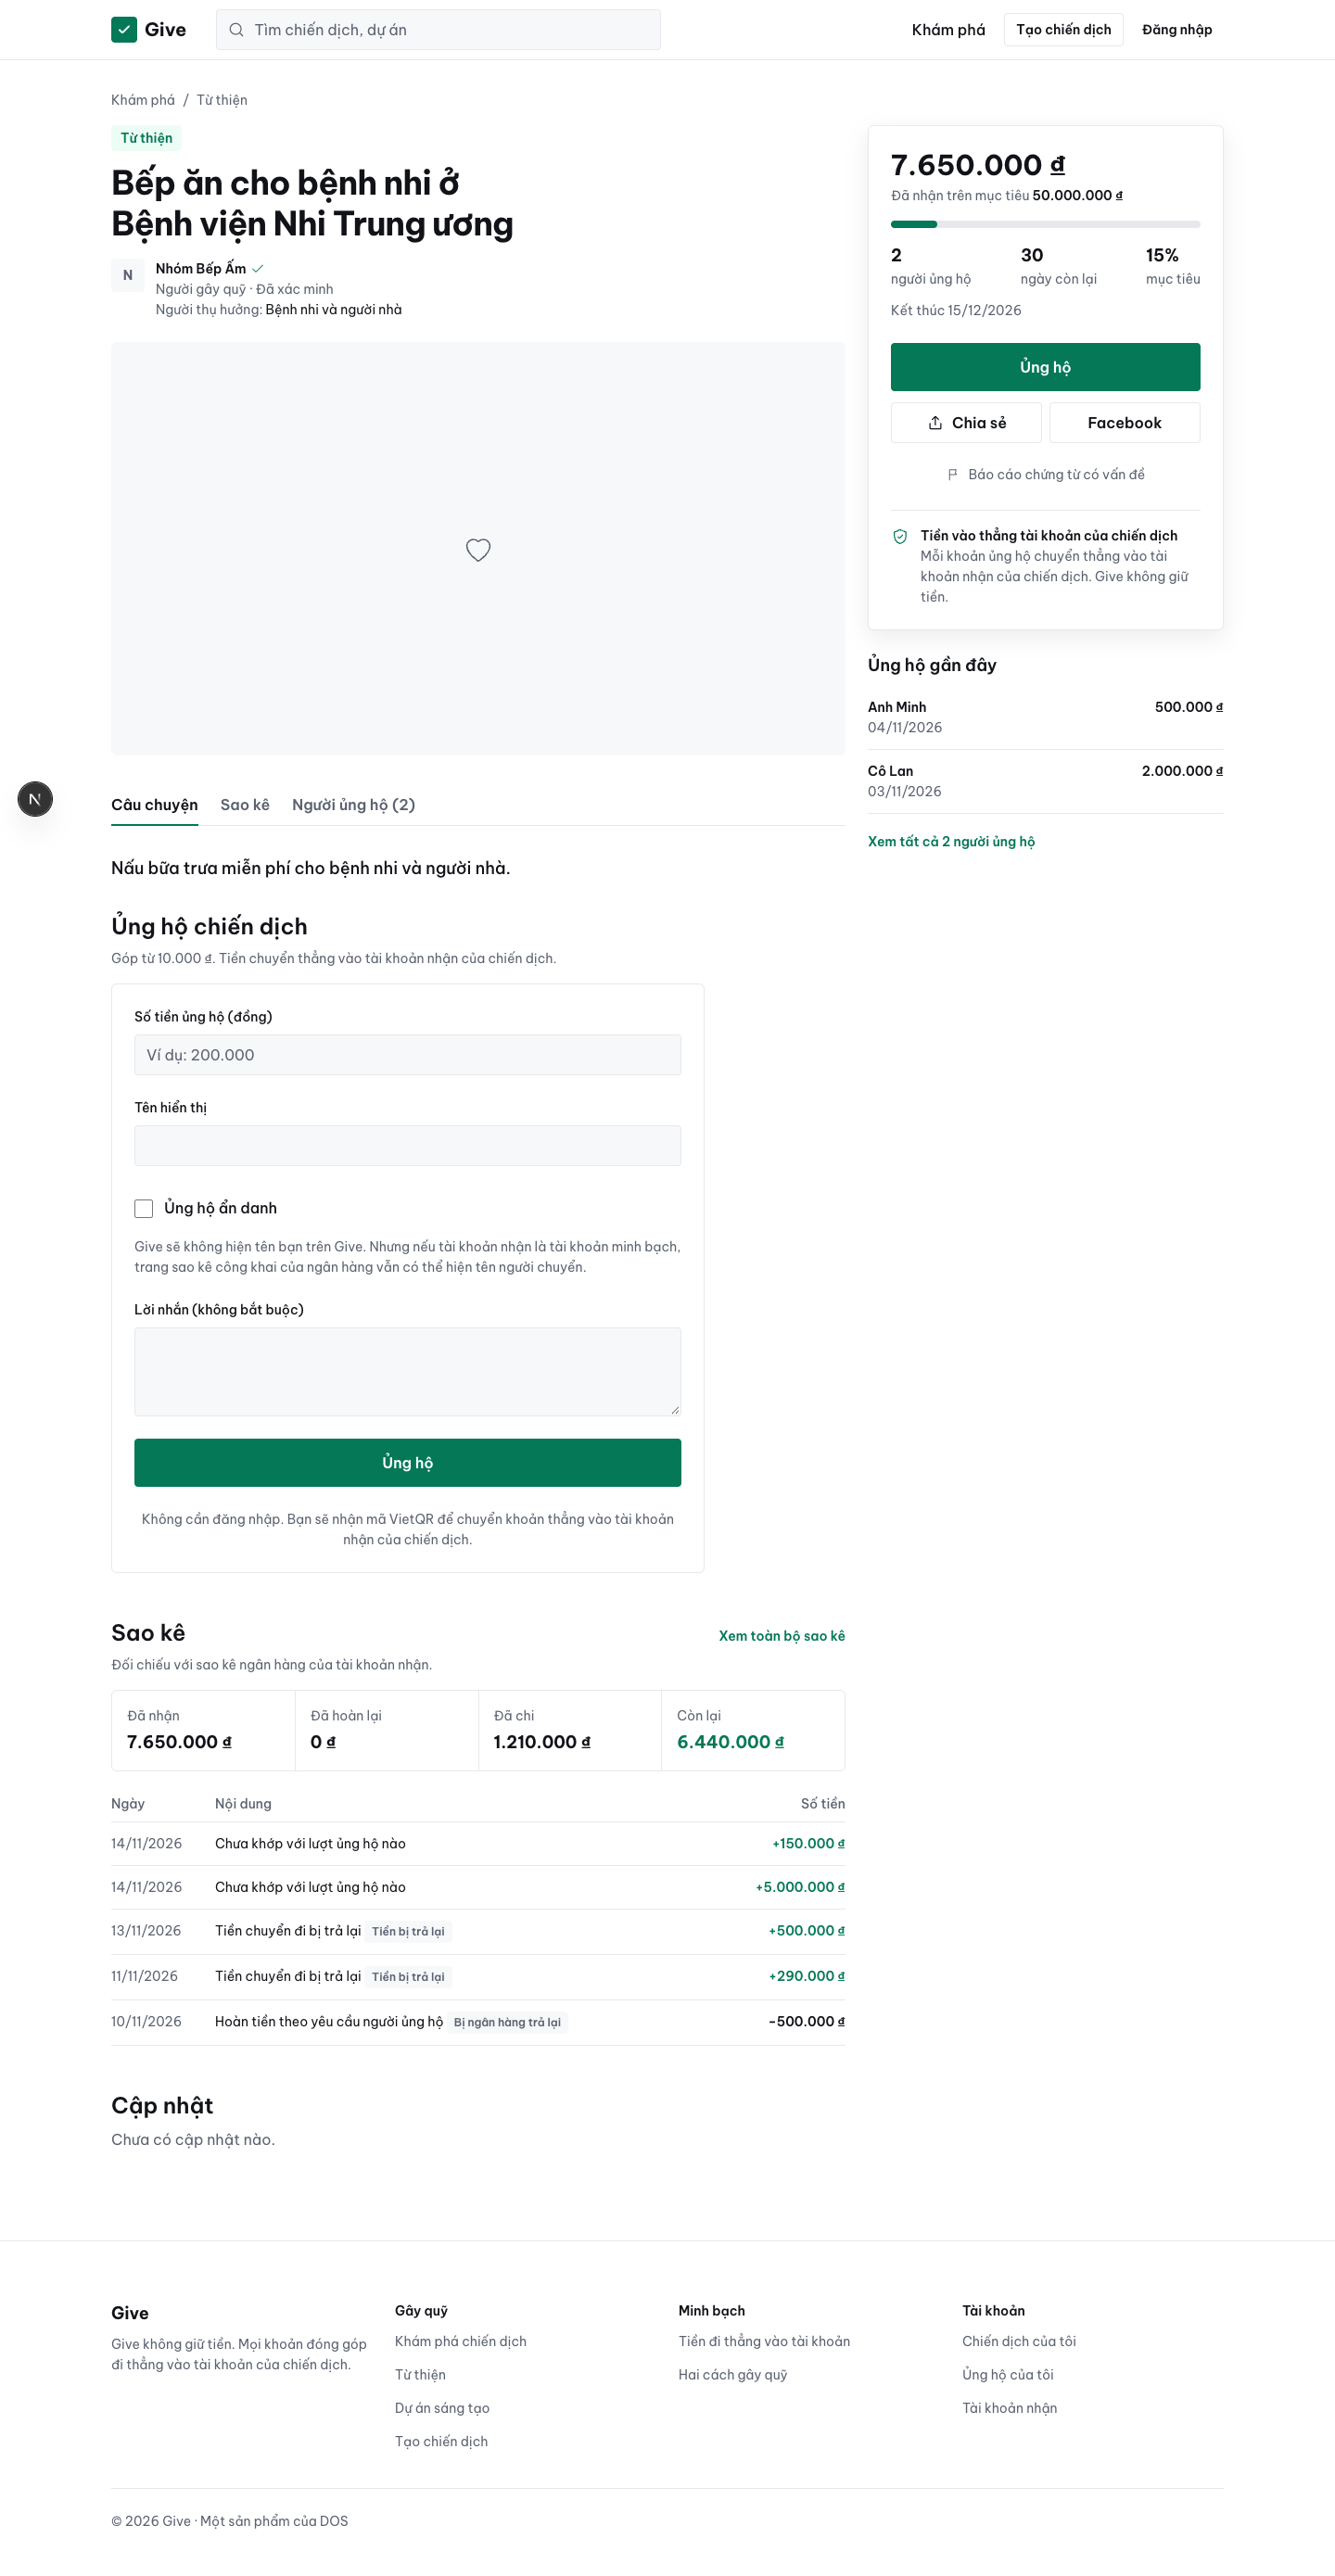 Give
Tìm chiến dịch, dự án
Khám phá
Tạo chiến dịch
Đăng nhập
Khám phá / Từ thiện
Từ thiện
Bếp ăn cho bệnh nhi ở
Bệnh viện Nhi Trung ương
N
Nhóm Bếp Ấm
Người gây quỹ · Đã xác minh
Người thụ hưởng: Bệnh nhi và người nhà
7.650.000 ₫
Đã nhận trên mục tiêu 50.000.000 ₫
2
người ủng hộ
30
ngày còn lại
15%
mục tiêu
Kết thúc 15/12/2026
Ủng hộ
Chia sẻ
Facebook
Báo cáo chứng từ có vấn đề
Tiền vào thẳng tài khoản của chiến dịch
Mỗi khoản ủng hộ chuyển thẳng vào tài
khoản nhận của chiến dịch. Give không giữ
tiền.
Ủng hộ gần đây
Anh Minh
500.000 ₫
04/11/2026
Cô Lan
2.000.000 ₫
03/11/2026
Xem tất cả 2 người ủng hộ
N
Câu chuyện
Sao kê
Người ủng hộ (2)
Nấu bữa trưa miễn phí cho bệnh nhi và người nhà.
Ủng hộ chiến dịch
Góp từ 10.000 ₫. Tiền chuyển thẳng vào tài khoản nhận của chiến dịch.
Số tiền ủng hộ (đồng)
Ví dụ: 200.000
Tên hiển thị
Ủng hộ ẩn danh
Give sẽ không hiện tên bạn trên Give. Nhưng nếu tài khoản nhận là tài khoản minh bạch,
trang sao kê công khai của ngân hàng vẫn có thể hiện tên người chuyển.
Lời nhắn (không bắt buộc)
Ủng hộ
Không cần đăng nhập. Bạn sẽ nhận mã VietQR để chuyển khoản thẳng vào tài khoản
nhận của chiến dịch.
Sao kê
Xem toàn bộ sao kê
Đối chiếu với sao kê ngân hàng của tài khoản nhận.
Đã nhận
7.650.000 ₫
Đã hoàn lại
0 ₫
Đã chi
1.210.000 ₫
Còn lại
6.440.000 ₫
Ngày Nội dung Số tiền
14/11/2026 Chưa khớp với lượt ủng hộ nào +150.000 ₫
14/11/2026 Chưa khớp với lượt ủng hộ nào +5.000.000 ₫
13/11/2026 Tiền chuyển đi bị trả lại Tiền bị trả lại +500.000 ₫
11/11/2026 Tiền chuyển đi bị trả lại Tiền bị trả lại +290.000 ₫
10/11/2026 Hoàn tiền theo yêu cầu người ủng hộ Bị ngân hàng trả lại −500.000 ₫
Cập nhật
Chưa có cập nhật nào.
Give
Give không giữ tiền. Mọi khoản đóng góp
đi thẳng vào tài khoản của chiến dịch.
Gây quỹ
Khám phá chiến dịch
Từ thiện
Dự án sáng tạo
Tạo chiến dịch
Minh bạch
Tiền đi thẳng vào tài khoản
Hai cách gây quỹ
Tài khoản
Chiến dịch của tôi
Ủng hộ của tôi
Tài khoản nhận
© 2026 Give · Một sản phẩm của DOS